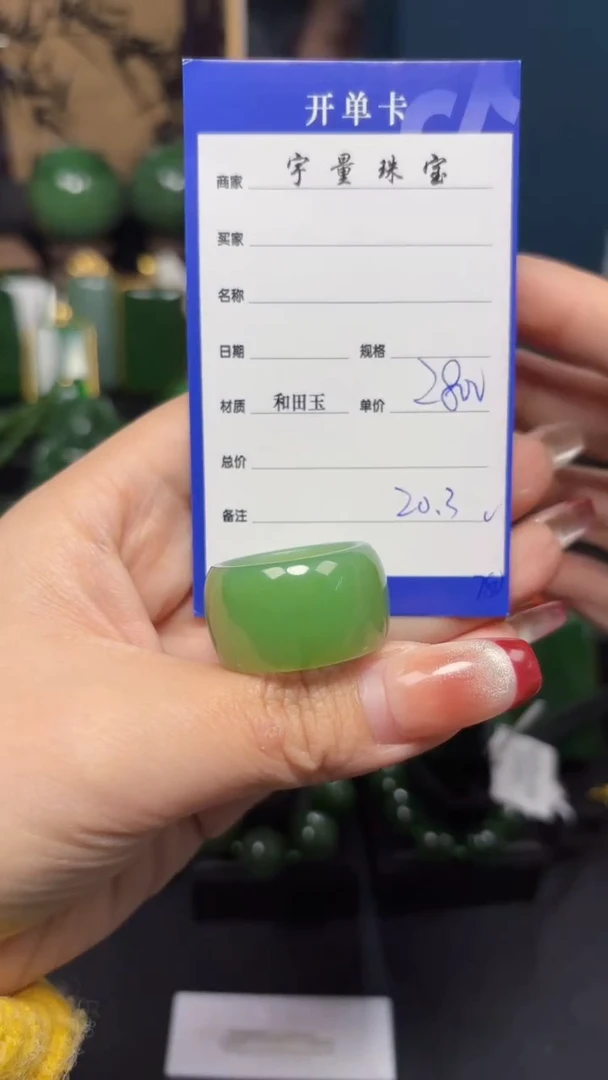 开单卡
商家 宇量珠宝
买家
名称
日期 规格
材质 和田玉 单价 2800
总价
备注 20.3